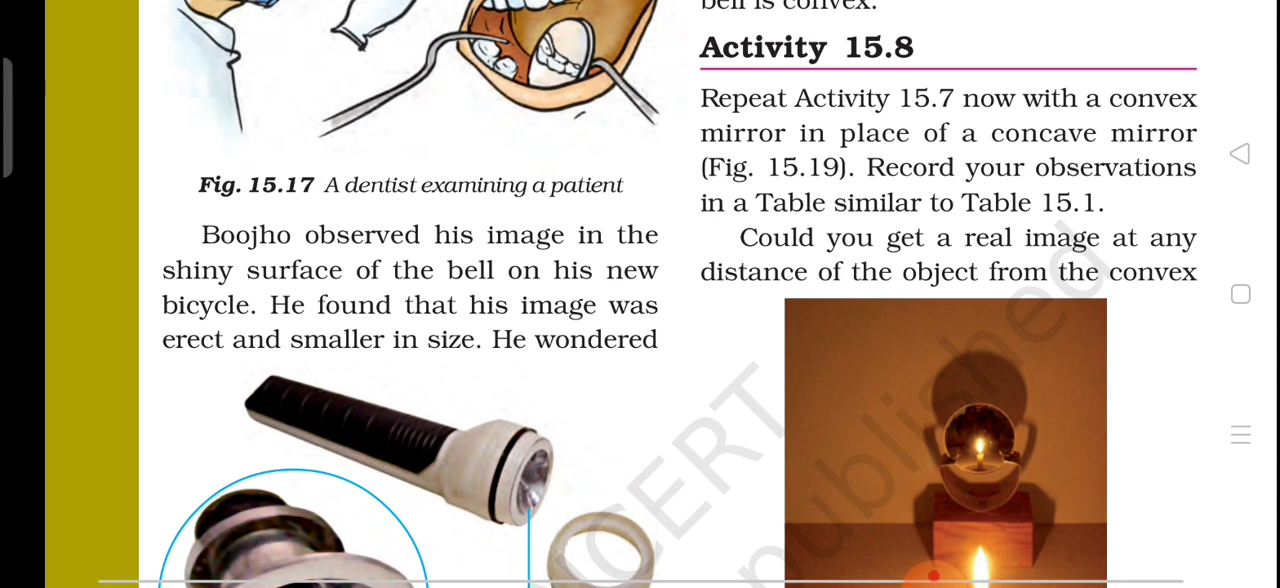 Fig. 15.17 A dentist examining a patient
Boojho observed his image in the
shiny surface of the bell on his new
bicycle. He found that his image was
erect and smaller in size. He wondered
bell is convex.
Activity 15.8
Repeat Activity 15.7 now with a convex
mirror in place of a concave mirror
(Fig. 15.19). Record your observations
in a Table similar to Table 15.1.
Could you get a real image at any
distance of the object from the convex
NCERT
published